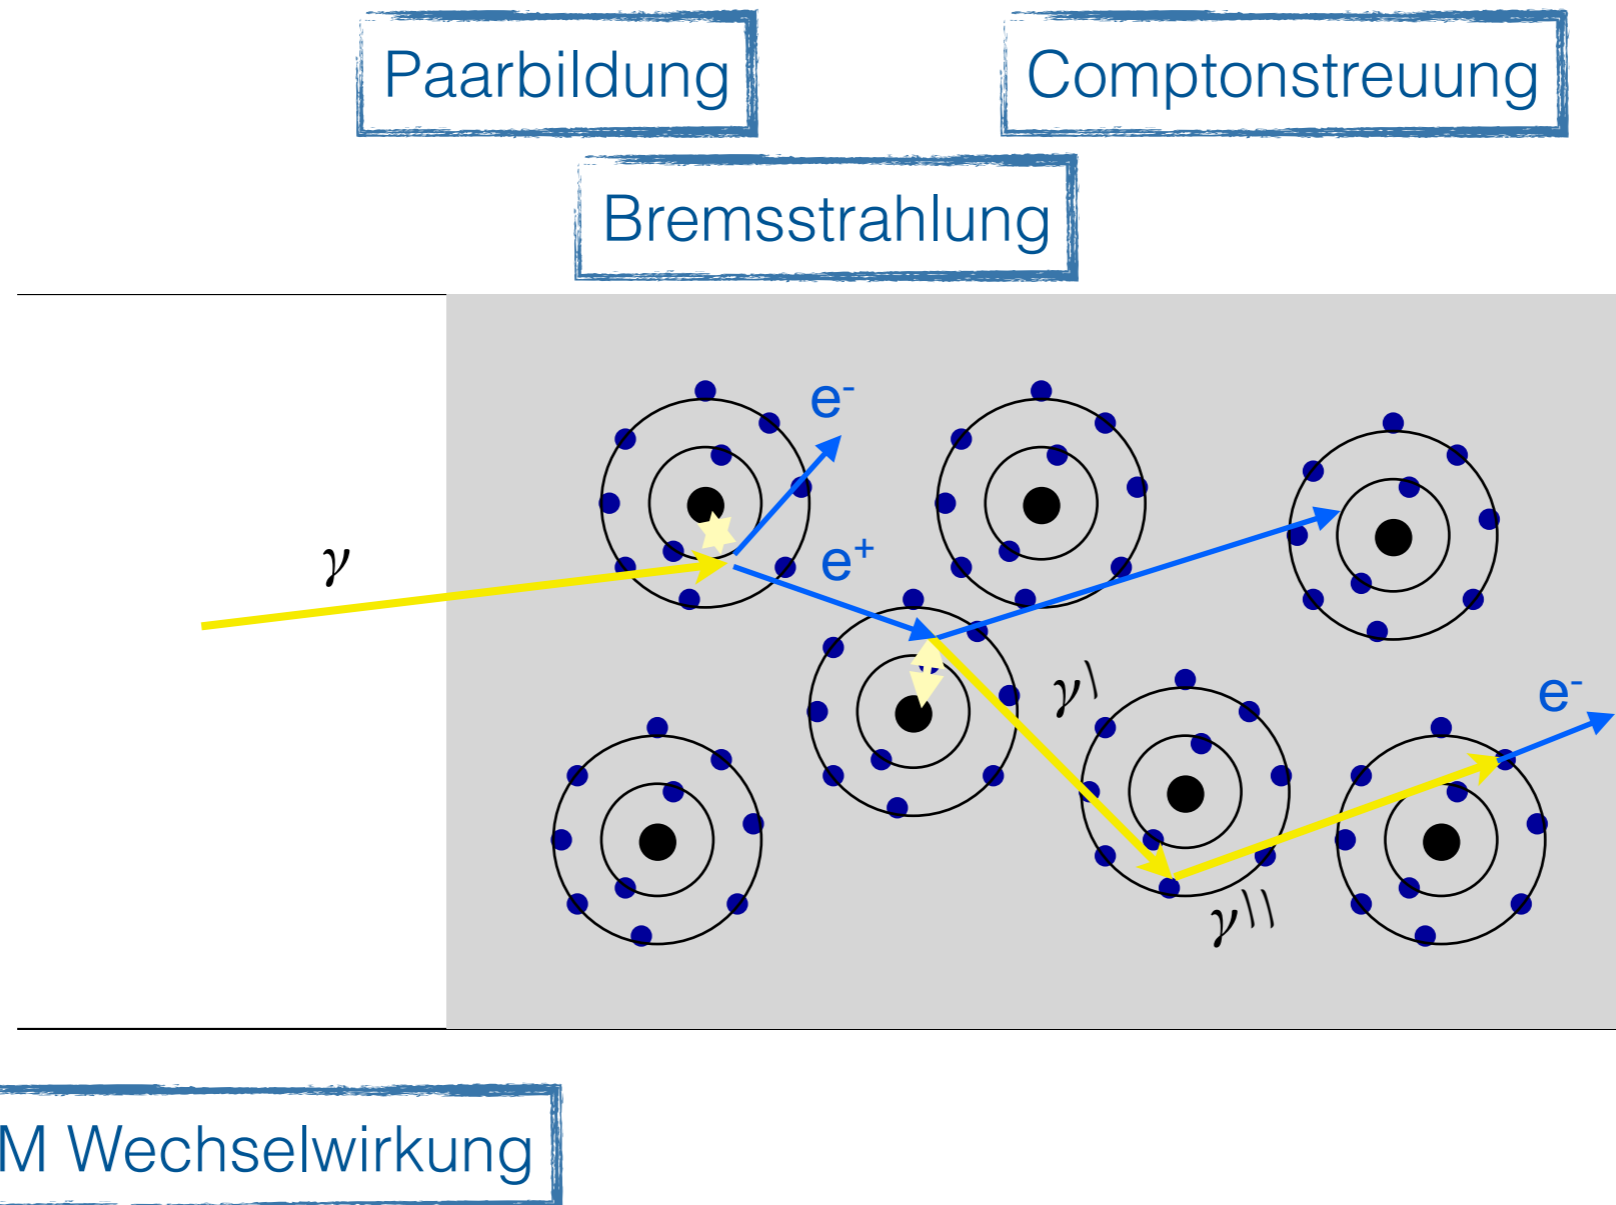 Paarbildung
Comptonstreuung
Bremsstrahlung
e-
γ
e+
γ\
e-
γ\\
M Wechselwirkung